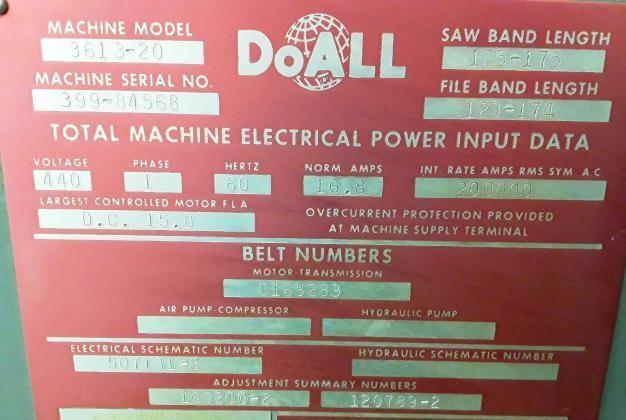 MACHINE MODEL
3613-20
DoALL
SAW BAND LENGTH
125-175
MACHINE SERIAL NO.
399-84568
FILE BAND LENGTH
123-174
TOTAL MACHINE ELECTRICAL POWER INPUT DATA
VOLTAGE PHASE HERTZ NORM AMPS INT. RATE AMPS RMS SYM. A.C.
440 1 60 16.8 200000
LARGEST CONTROLLED MOTOR F L A
D.C. 15.8
OVERCURRENT PROTECTION PROVIDED
AT MACHINE SUPPLY TERMINAL
BELT NUMBERS
MOTOR-TRANSMISSION
D163283
AIR PUMP-COMPRESSOR HYDRAULIC PUMP
ELECTRICAL SCHEMATIC NUMBER HYDRAULIC SCHEMATIC NUMBER
ADJUSTMENT SUMMARY NUMBERS
120789-2